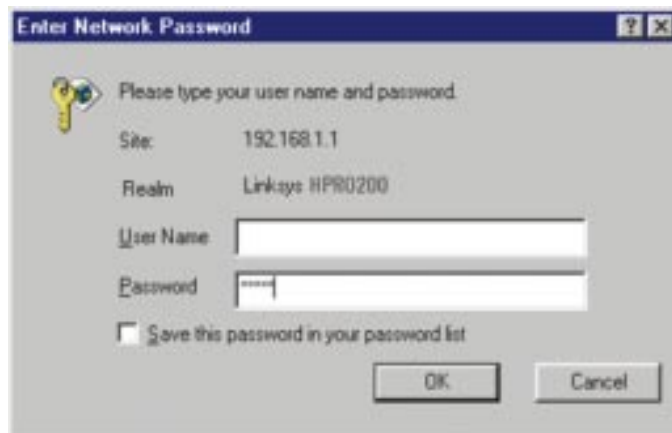 Enter Network Password
Please type your user name and password.
Site: 192.168.1.1
Realm Linksys HPRO200
User Name
Password *****
Save this password in your password list
OK Cancel